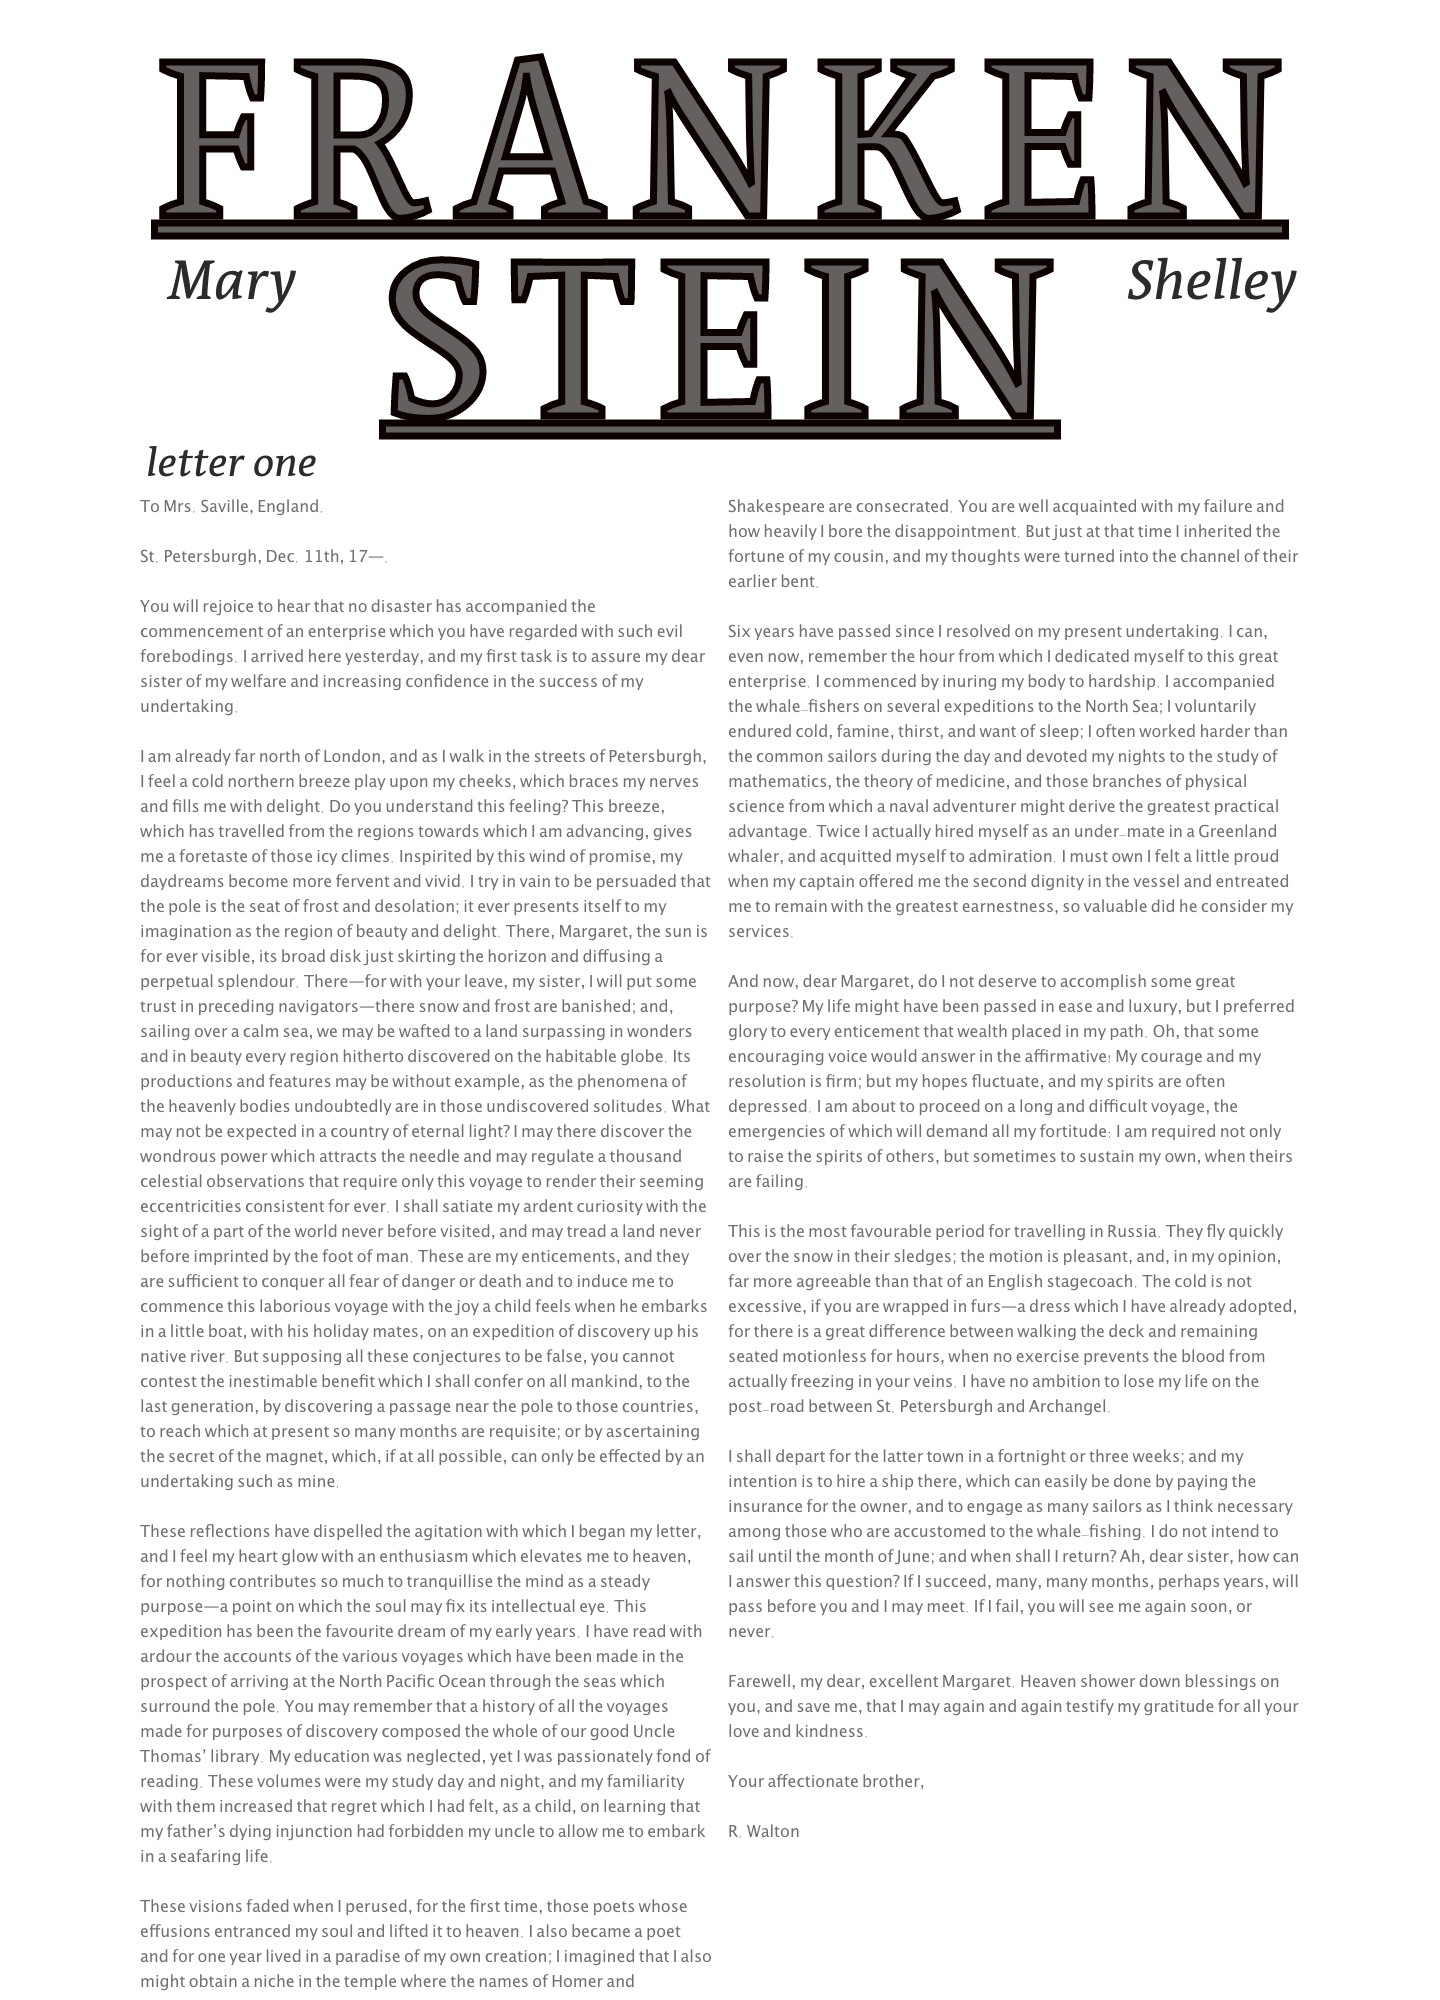 FRANKEN
Mary STEIN Shelley
letter one
To Mrs. Saville, England.
St. Petersburgh, Dec. 11th, 17—.
You will rejoice to hear that no disaster has accompanied the
commencement of an enterprise which you have regarded with such evil
forebodings. I arrived here yesterday, and my first task is to assure my dear
sister of my welfare and increasing confidence in the success of my
undertaking.
I am already far north of London, and as I walk in the streets of Petersburgh,
I feel a cold northern breeze play upon my cheeks, which braces my nerves
and fills me with delight. Do you understand this feeling? This breeze,
which has travelled from the regions towards which I am advancing, gives
me a foretaste of those icy climes. Inspirited by this wind of promise, my
daydreams become more fervent and vivid. I try in vain to be persuaded that
the pole is the seat of frost and desolation; it ever presents itself to my
imagination as the region of beauty and delight. There, Margaret, the sun is
for ever visible, its broad disk just skirting the horizon and diffusing a
perpetual splendour. There—for with your leave, my sister, I will put some
trust in preceding navigators—there snow and frost are banished; and,
sailing over a calm sea, we may be wafted to a land surpassing in wonders
and in beauty every region hitherto discovered on the habitable globe. Its
productions and features may be without example, as the phenomena of
the heavenly bodies undoubtedly are in those undiscovered solitudes. What
may not be expected in a country of eternal light? I may there discover the
wondrous power which attracts the needle and may regulate a thousand
celestial observations that require only this voyage to render their seeming
eccentricities consistent for ever. I shall satiate my ardent curiosity with the
sight of a part of the world never before visited, and may tread a land never
before imprinted by the foot of man. These are my enticements, and they
are sufficient to conquer all fear of danger or death and to induce me to
commence this laborious voyage with the joy a child feels when he embarks
in a little boat, with his holiday mates, on an expedition of discovery up his
native river. But supposing all these conjectures to be false, you cannot
contest the inestimable benefit which I shall confer on all mankind, to the
last generation, by discovering a passage near the pole to those countries,
to reach which at present so many months are requisite; or by ascertaining
the secret of the magnet, which, if at all possible, can only be effected by an
undertaking such as mine.
These reflections have dispelled the agitation with which I began my letter,
and I feel my heart glow with an enthusiasm which elevates me to heaven,
for nothing contributes so much to tranquillise the mind as a steady
purpose—a point on which the soul may fix its intellectual eye. This
expedition has been the favourite dream of my early years. I have read with
ardour the accounts of the various voyages which have been made in the
prospect of arriving at the North Pacific Ocean through the seas which
surround the pole. You may remember that a history of all the voyages
made for purposes of discovery composed the whole of our good Uncle
Thomas’ library. My education was neglected, yet I was passionately fond of
reading. These volumes were my study day and night, and my familiarity
with them increased that regret which I had felt, as a child, on learning that
my father’s dying injunction had forbidden my uncle to allow me to embark
in a seafaring life.
These visions faded when I perused, for the first time, those poets whose
effusions entranced my soul and lifted it to heaven. I also became a poet
and for one year lived in a paradise of my own creation; I imagined that I also
might obtain a niche in the temple where the names of Homer and
Shakespeare are consecrated. You are well acquainted with my failure and
how heavily I bore the disappointment. But just at that time I inherited the
fortune of my cousin, and my thoughts were turned into the channel of their
earlier bent.
Six years have passed since I resolved on my present undertaking. I can,
even now, remember the hour from which I dedicated myself to this great
enterprise. I commenced by inuring my body to hardship. I accompanied
the whale-fishers on several expeditions to the North Sea; I voluntarily
endured cold, famine, thirst, and want of sleep; I often worked harder than
the common sailors during the day and devoted my nights to the study of
mathematics, the theory of medicine, and those branches of physical
science from which a naval adventurer might derive the greatest practical
advantage. Twice I actually hired myself as an under-mate in a Greenland
whaler, and acquitted myself to admiration. I must own I felt a little proud
when my captain offered me the second dignity in the vessel and entreated
me to remain with the greatest earnestness, so valuable did he consider my
services.
And now, dear Margaret, do I not deserve to accomplish some great
purpose? My life might have been passed in ease and luxury, but I preferred
glory to every enticement that wealth placed in my path. Oh, that some
encouraging voice would answer in the affirmative! My courage and my
resolution is firm; but my hopes fluctuate, and my spirits are often
depressed. I am about to proceed on a long and difficult voyage, the
emergencies of which will demand all my fortitude: I am required not only
to raise the spirits of others, but sometimes to sustain my own, when theirs
are failing.
This is the most favourable period for travelling in Russia. They fly quickly
over the snow in their sledges; the motion is pleasant, and, in my opinion,
far more agreeable than that of an English stagecoach. The cold is not
excessive, if you are wrapped in furs—a dress which I have already adopted,
for there is a great difference between walking the deck and remaining
seated motionless for hours, when no exercise prevents the blood from
actually freezing in your veins. I have no ambition to lose my life on the
post-road between St. Petersburgh and Archangel.
I shall depart for the latter town in a fortnight or three weeks; and my
intention is to hire a ship there, which can easily be done by paying the
insurance for the owner, and to engage as many sailors as I think necessary
among those who are accustomed to the whale-fishing. I do not intend to
sail until the month of June; and when shall I return? Ah, dear sister, how can
I answer this question? If I succeed, many, many months, perhaps years, will
pass before you and I may meet. If I fail, you will see me again soon, or
never.
Farewell, my dear, excellent Margaret. Heaven shower down blessings on
you, and save me, that I may again and again testify my gratitude for all your
love and kindness.
Your affectionate brother,
R. Walton